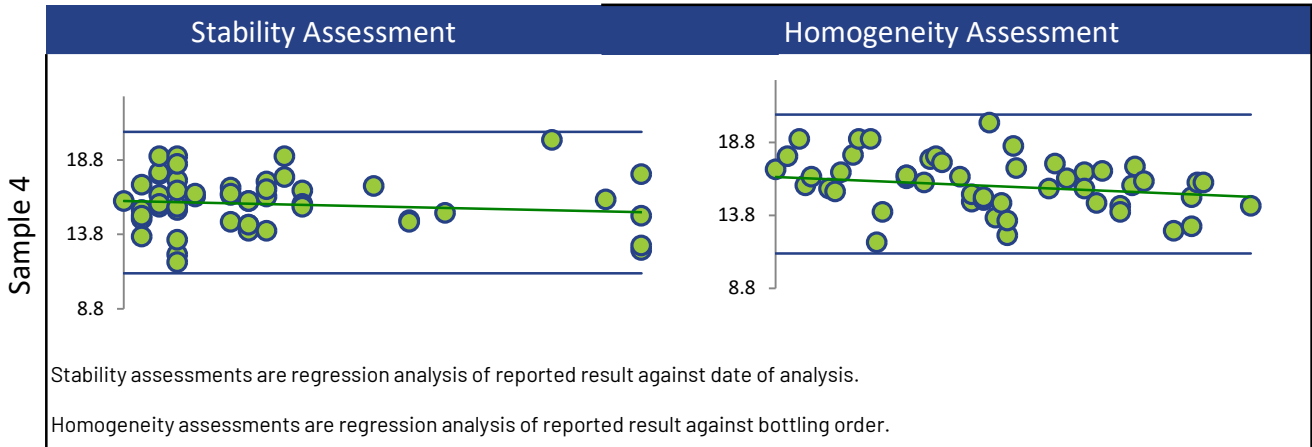 Stability Assessment
Homogeneity Assessment
Sample 4
18.8
13.8
8.8
18.8
13.8
8.8
Stability assessments are regression analysis of reported result against date of analysis.
Homogeneity assessments are regression analysis of reported result against bottling order.